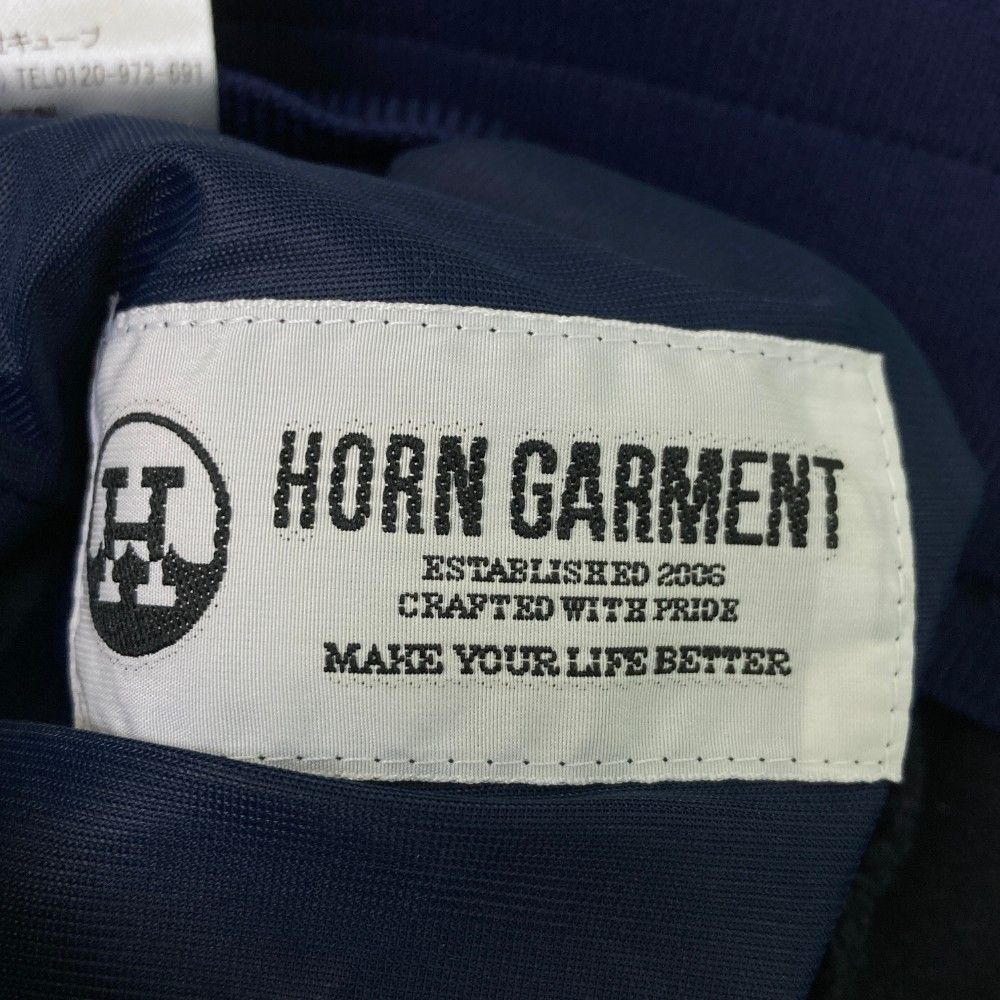 キューブ
TEL0120-973-691
H
HORN GARMENT
ESTABLISHED 2006
CRAFTED WITH PRIDE
MAKE YOUR LIFE BETTER